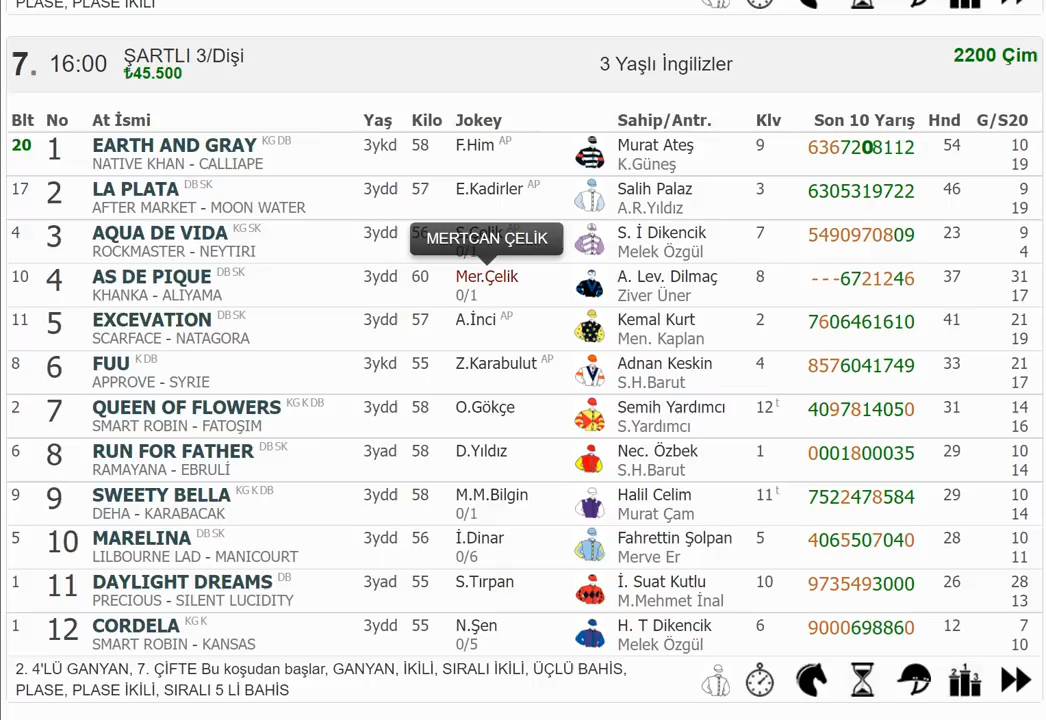 PLASE, PLASE İKİLİ
7. 16:00 ŞARTLI 3/Dişi 3 Yaşlı İngilizler 2200 Çim
₺45.500
Blt No At İsmi Yaş Kilo Jokey Sahip/Antr. Klv Son 10 Yarış Hnd G/S20
20 1 EARTH AND GRAY KG DB 3ykd 58 F.Him AP Murat Ateş 9 6367208112 54 10
NATIVE KHAN - CALLIAPE K.Güneş 19
17 2 LA PLATA DB SK 3ydd 57 E.Kadirler AP Salih Palaz 3 6305319722 46 9
AFTER MARKET - MOON WATER A.R.Yıldız 19
4 3 AQUA DE VIDA KG SK 3ydd 56 S.Çelik AP S. İ Dikencik 7 5490970809 23 9
ROCKMASTER - NEYTIRI 0/1 Melek Özgül 4
MERTCAN ÇELİK
10 4 AS DE PIQUE DB SK 3ydd 60 Mer.Çelik A. Lev. Dilmaç 8 - - -6721246 37 31
KHANKA - ALIYAMA 0/1 Ziver Üner 17
11 5 EXCEVATION DB SK 3ydd 57 A.İnci AP Kemal Kurt 2 7606461610 41 21
SCARFACE - NATAGORA Men. Kaplan 19
8 6 FUU K DB 3ykd 55 Z.Karabulut AP Adnan Keskin 4 8576041749 33 21
APPROVE - SYRIE S.H.Barut 17
2 7 QUEEN OF FLOWERS KG K DB 3ydd 58 O.Gökçe Semih Yardımcı 12 t 4097814050 31 14
SMART ROBIN - FATOŞIM S.Yardımcı 16
6 8 RUN FOR FATHER DB SK 3yad 58 D.Yıldız Nec. Özbek 1 0001800035 29 10
RAMAYANA - EBRULİ S.H.Barut 14
9 9 SWEETY BELLA KG K DB 3ydd 58 M.M.Bilgin Halil Celim 11 t 7522478584 29 10
DEHA - KARABACAK 0/1 Murat Çam 14
5 10 MARELINA DB SK 3ydd 56 İ.Dinar Fahrettin Şolpan 5 4065507040 28 10
LILBOURNE LAD - MANICOURT 0/6 Merve Er 11
1 11 DAYLIGHT DREAMS DB 3yad 55 S.Tırpan İ. Suat Kutlu 10 9735493000 26 28
PRECIOUS - SILENT LUCIDITY M.Mehmet İnal 13
1 12 CORDELA KG K 3ydd 55 N.Şen H. T Dikencik 6 9000698860 12 7
SMART ROBIN - KANSAS 0/5 Melek Özgül 10
2. 4'LÜ GANYAN, 7. ÇİFTE Bu koşudan başlar, GANYAN, İKİLİ, SIRALI İKİLİ, ÜÇLÜ BAHİS,
PLASE, PLASE İKİLİ, SIRALI 5 Lİ BAHİS